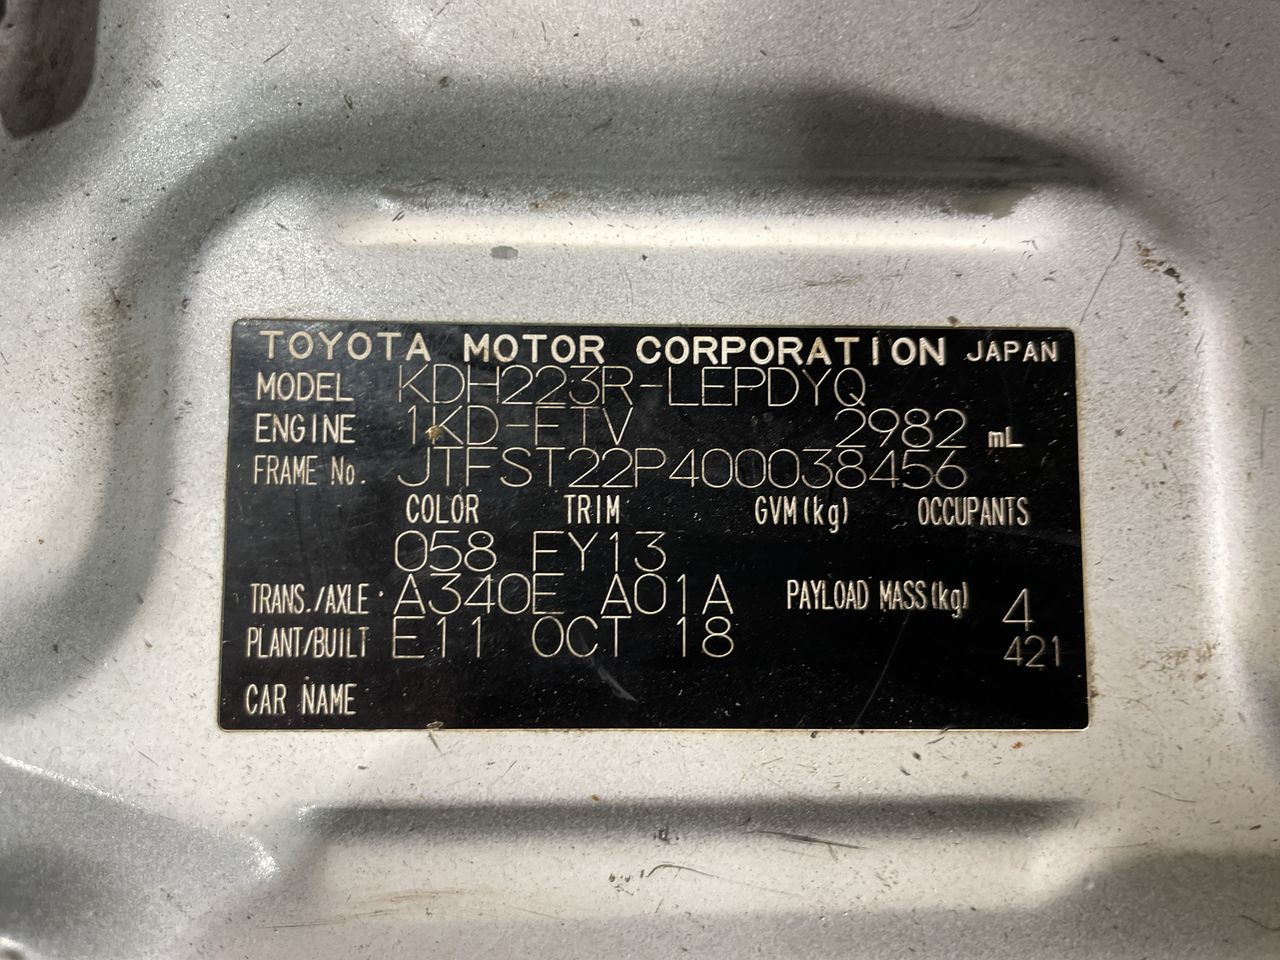 TOYOTA MOTOR CORPORATION JAPAN
MODEL KDH223R-LEPDYQ
ENGINE 1KD-FTV 2982 mL
FRAME No. JTFST22P400038456
COLOR TRIM GVM(kg) OCCUPANTS
058 FY13
TRANS./AXLE A340E A01A PAYLOAD MASS(kg) 4
PLANT/BUILT E11 OCT 18 421
CAR NAME